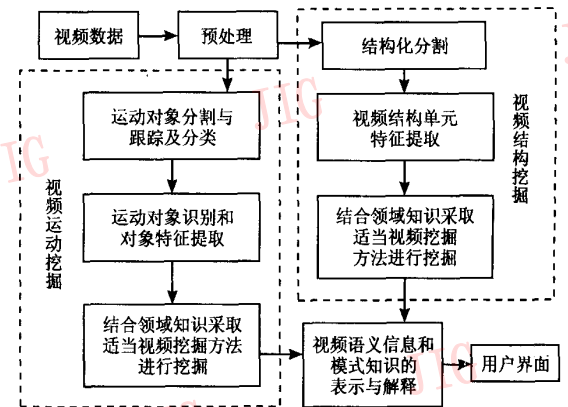 视频数据
预处理
结构化分割
运动对象分割与
跟踪及分类
视频结构单元
特征提取
视频结构挖掘
视频运动挖掘
运动对象识别和
对象特征提取
结合领域知识采取
适当视频挖掘
方法进行挖掘
结合领域知识采取
适当视频挖掘方法
进行挖掘
视频语义信息和
模式知识的
表示与解释
用户界面
JIG
IG
JIG